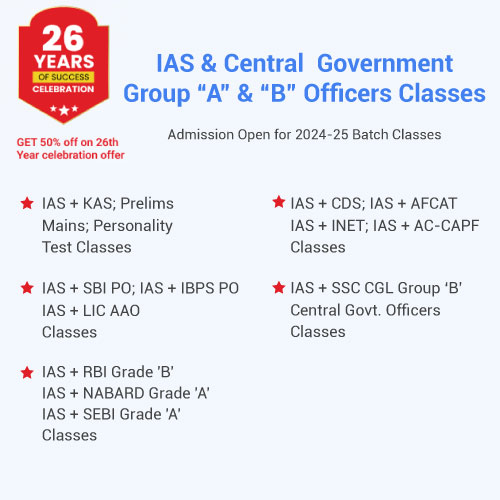 26
YEARS
OF SUCCESS
CELEBRATION
GET 50% off on 26th
Year celebration offer
IAS & Central  Government
Group “A” & “B” Officers Classes
Admission Open for 2024-25 Batch Classes
IAS + KAS; Prelims
Mains; Personality
Test Classes
IAS + SBI PO; IAS + IBPS PO
IAS + LIC AAO
Classes
IAS + RBI Grade 'B'
IAS + NABARD Grade 'A'
IAS + SEBI Grade 'A'
Classes
IAS + CDS; IAS + AFCAT
IAS + INET; IAS + AC-CAPF
Classes
IAS + SSC CGL Group ‘B’
Central Govt. Officers
Classes